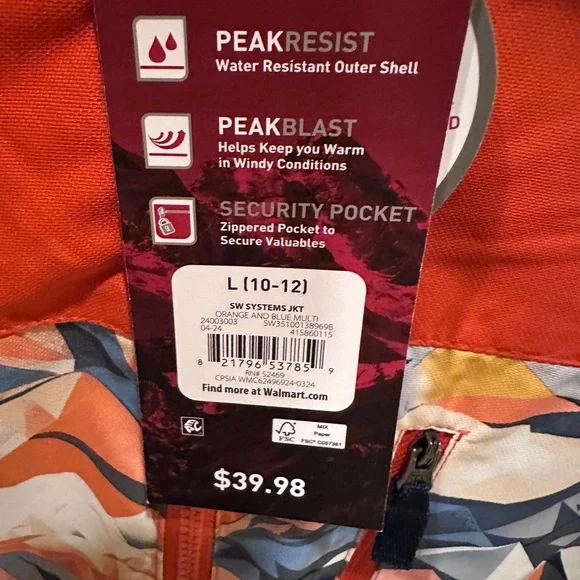 PEAKRESIST
Water Resistant Outer Shell
PEAKBLAST
Helps Keep you Warm
in Windy Conditions
SECURITY POCKET
Zippered Pocket to
Secure Valuables
L (10-12)
SW SYSTEMS JKT
ORANGE AND BLUE MULTI
24003003 SW35100138969B
04-24 415860115
8 21796 53785 9
RN# 52469
CPSIA WMC62496924-0324
Find more at Walmart.com
FSC
MIX
Paper
FSC® C057361
$39.98
D